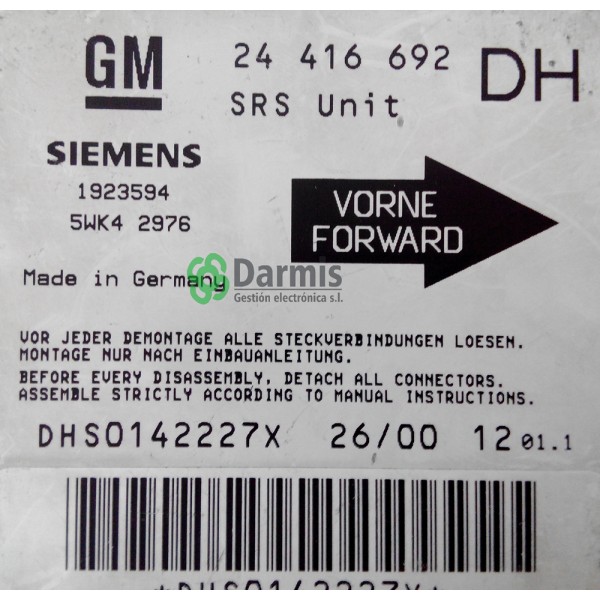 GM 24 416 692 DH
SRS Unit
SIEMENS
1923594
5WK4 2976
VORNE
FORWARD
Made in Germany
Darmis
Gestión electrónica s.l.
VOR JEDER DEMONTAGE ALLE STECKVERBINDUNGEN LOESEN.
MONTAGE NUR NACH EINBAUANLEITUNG.
BEFORE EVERY DISASSEMBLY, DETACH ALL CONNECTORS.
ASSEMBLE STRICTLY ACCORDING TO MANUAL INSTRUCTIONS.
DHS0142227X 26/00 12 01.1
*DHS0142227X*